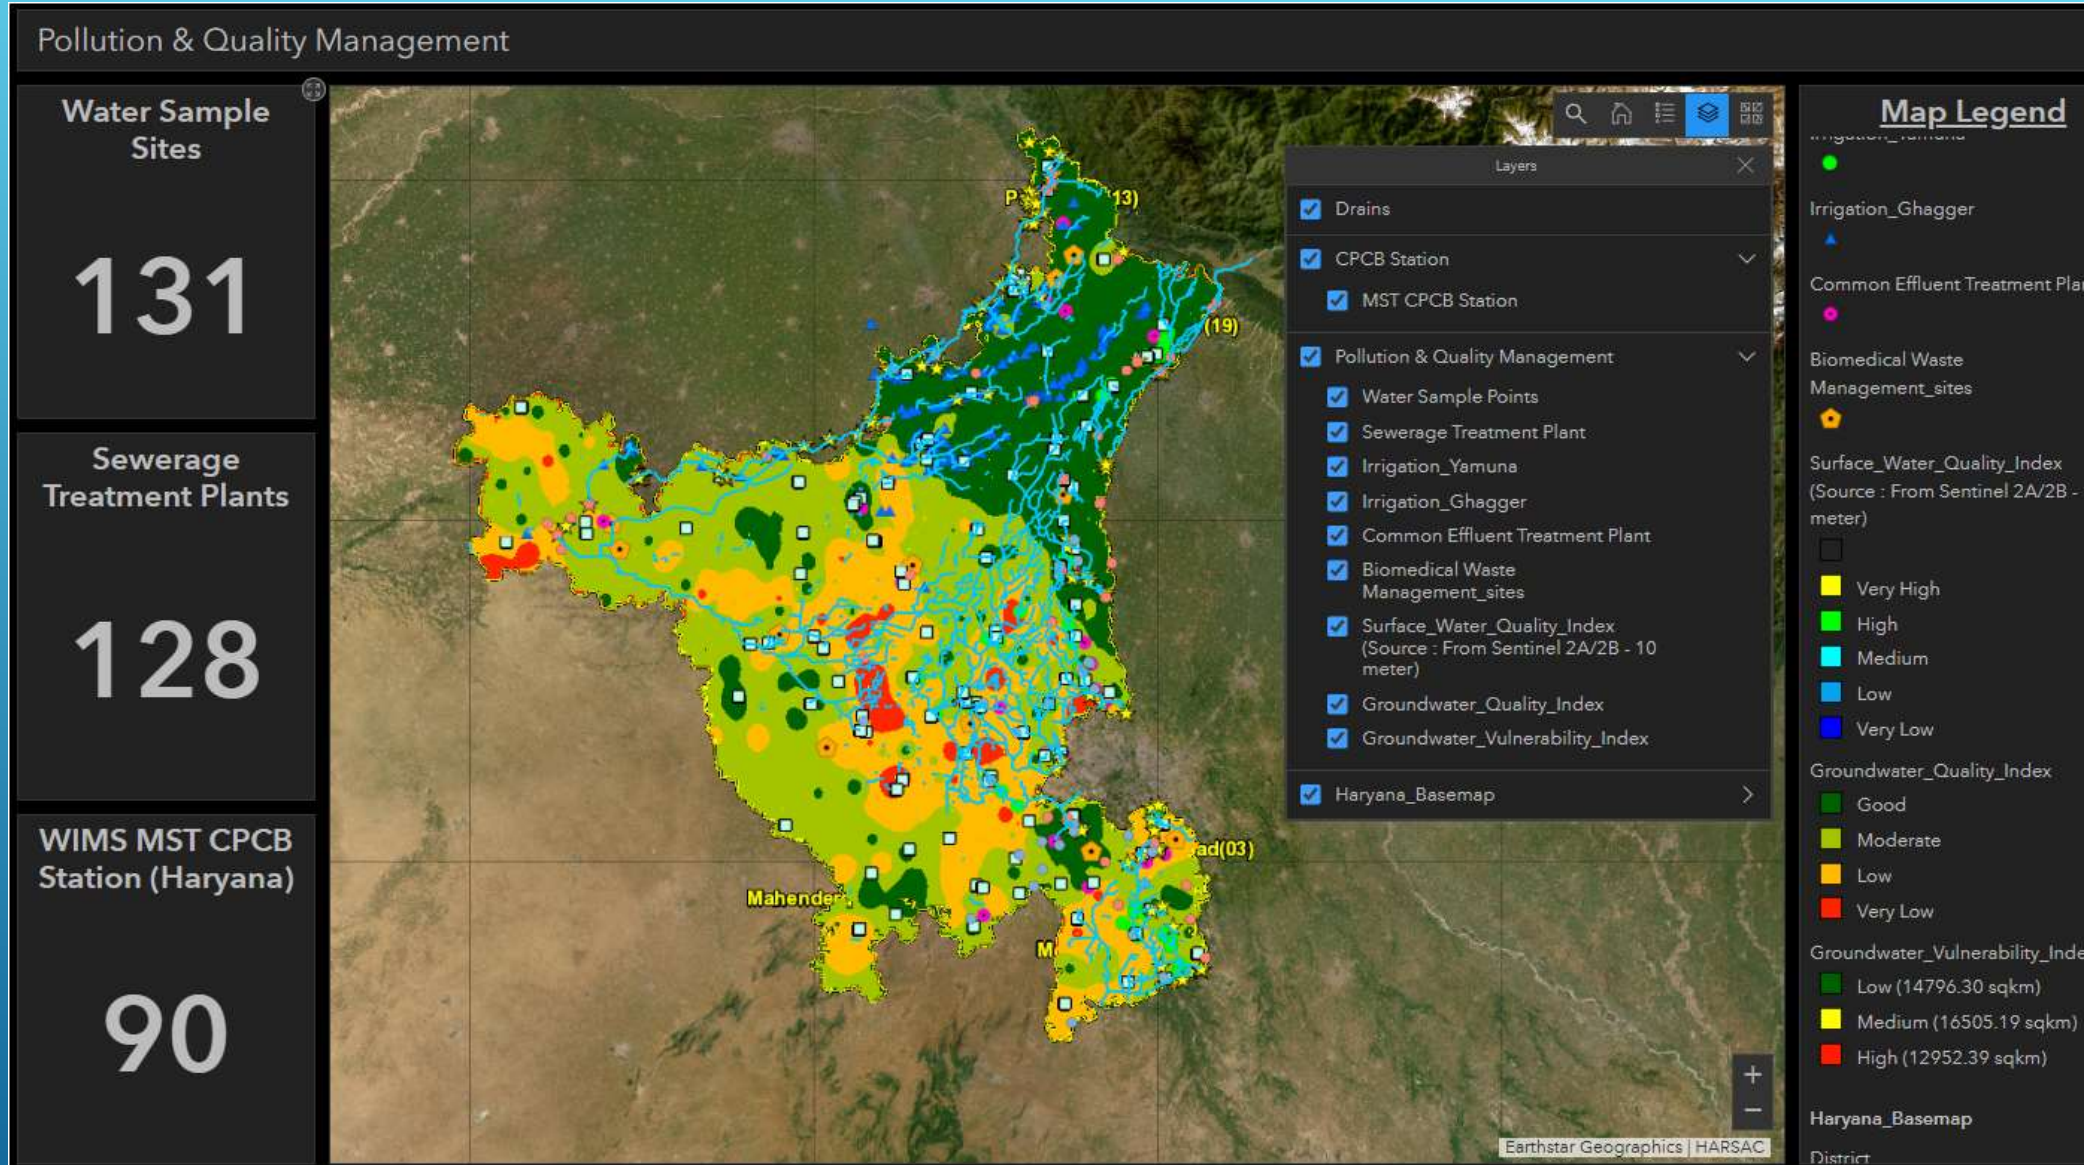 Pollution & Quality Management
Water Sample
Sites
131
Sewerage
Treatment Plants
128
WIMS MST CPCB
Station (Haryana)
90
P
13)
(19)
ad(03)
Mahender
M
Layers
Drains
CPCB Station
MST CPCB Station
Pollution & Quality Management
Water Sample Points
Sewerage Treatment Plant
Irrigation_Yamuna
Irrigation_Ghagger
Common Effluent Treatment Plant
Biomedical Waste
Management_sites
Surface_Water_Quality_Index
(Source : From Sentinel 2A/2B - 10
meter)
Groundwater_Quality_Index
Groundwater_Vulnerability_Index
Haryana_Basemap
+
−
Earthstar Geographics | HARSAC
Map Legend
Irrigation_Yamuna
Irrigation_Ghagger
Common Effluent Treatment Plan
Biomedical Waste
Management_sites
Surface_Water_Quality_Index
(Source : From Sentinel 2A/2B -
meter)
Very High
High
Medium
Low
Very Low
Groundwater_Quality_Index
Good
Moderate
Low
Very Low
Groundwater_Vulnerability_Inde
Low (14796.30 sqkm)
Medium (16505.19 sqkm)
High (12952.39 sqkm)
Haryana_Basemap
District